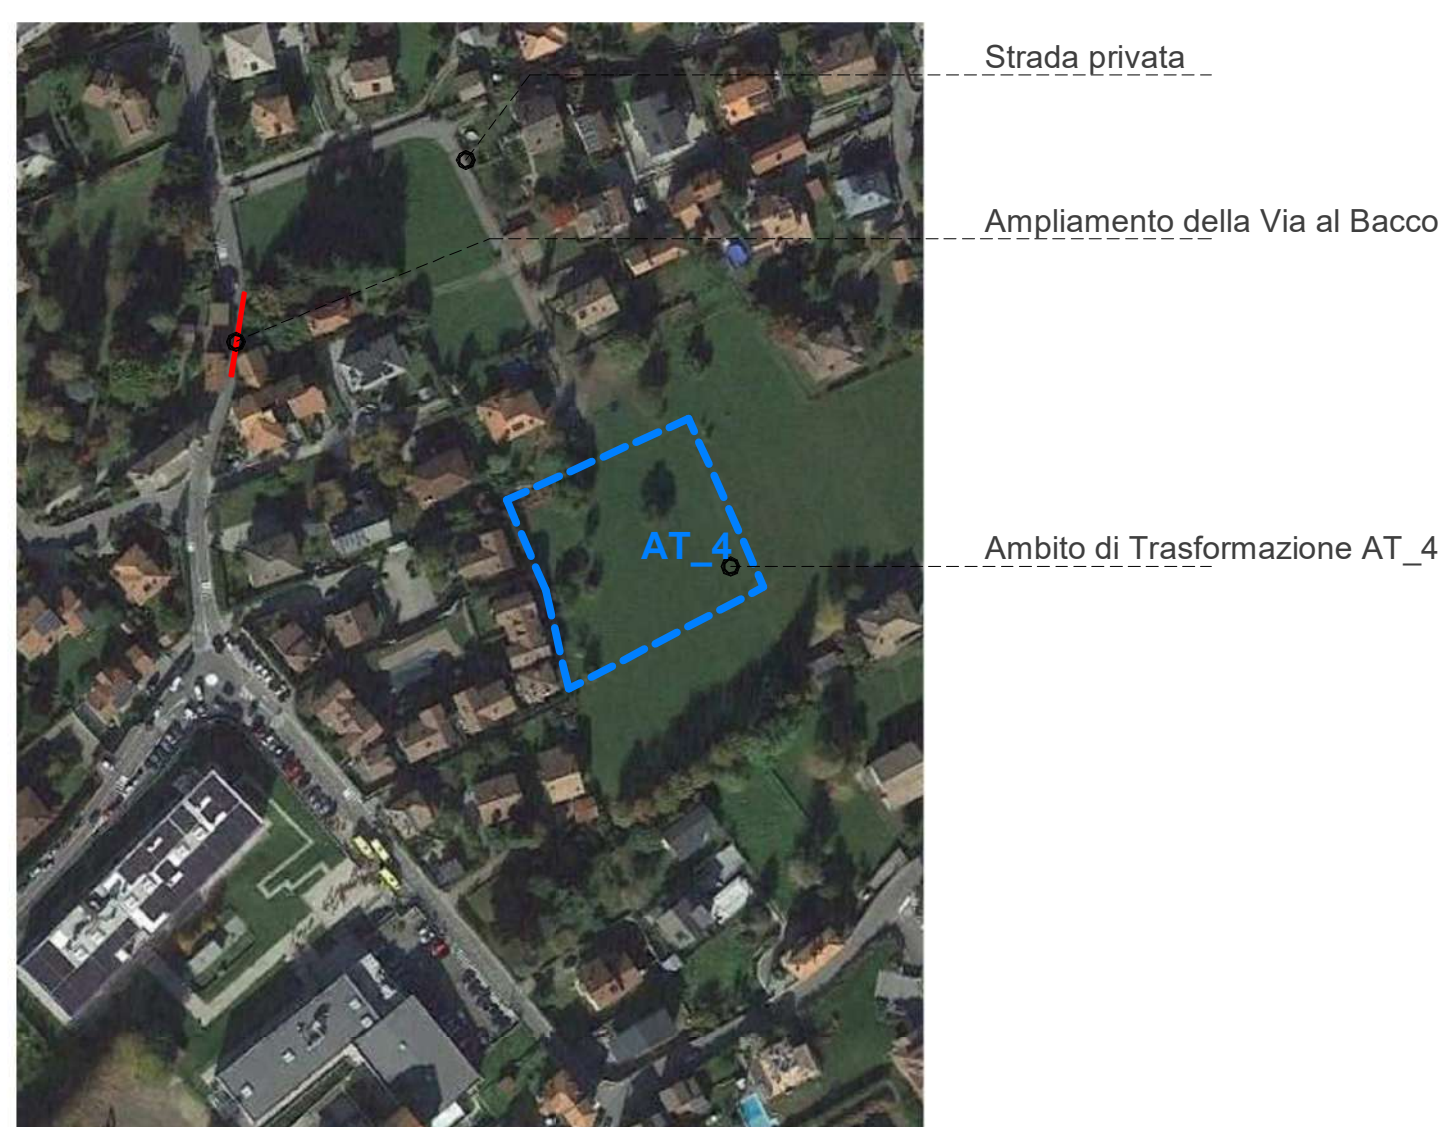 Strada privata
Ampliamento della Via al Bacco
AT_4
Ambito di Trasformazione AT_4